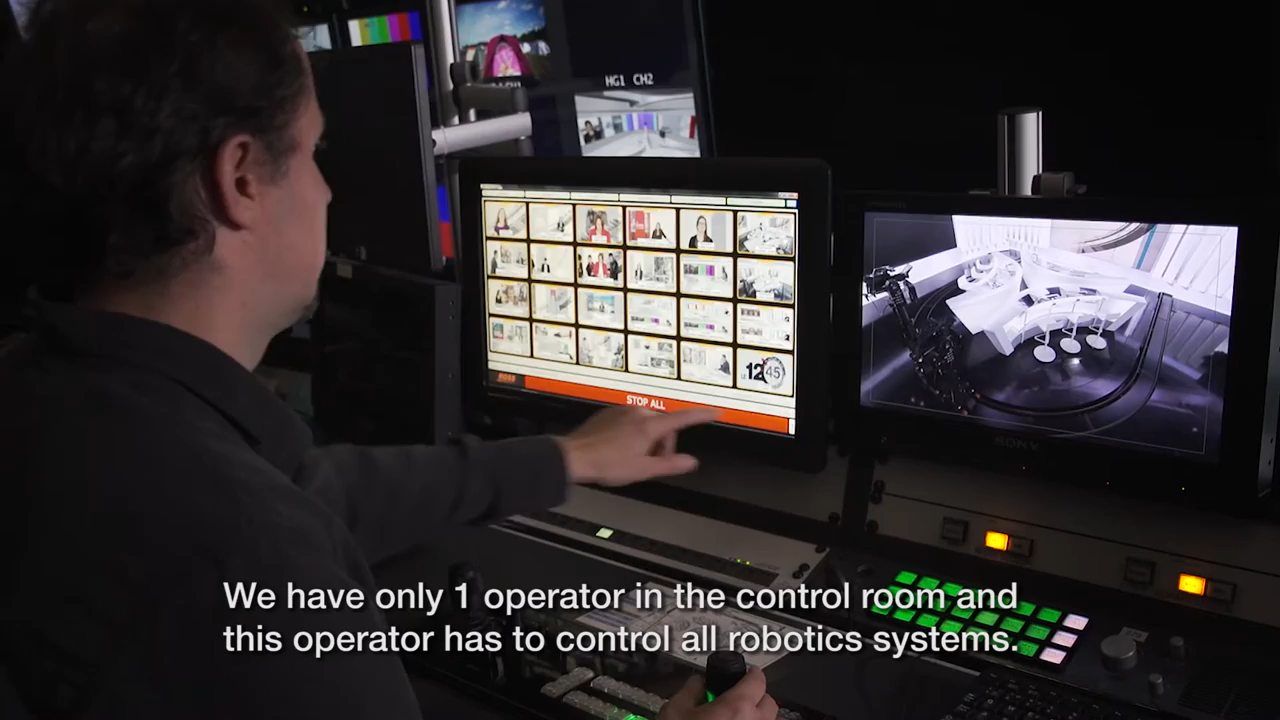 HG1 CH2
12 45
STOP ALL
SONY
We have only 1 operator in the control room and
this operator has to control all robotics systems.